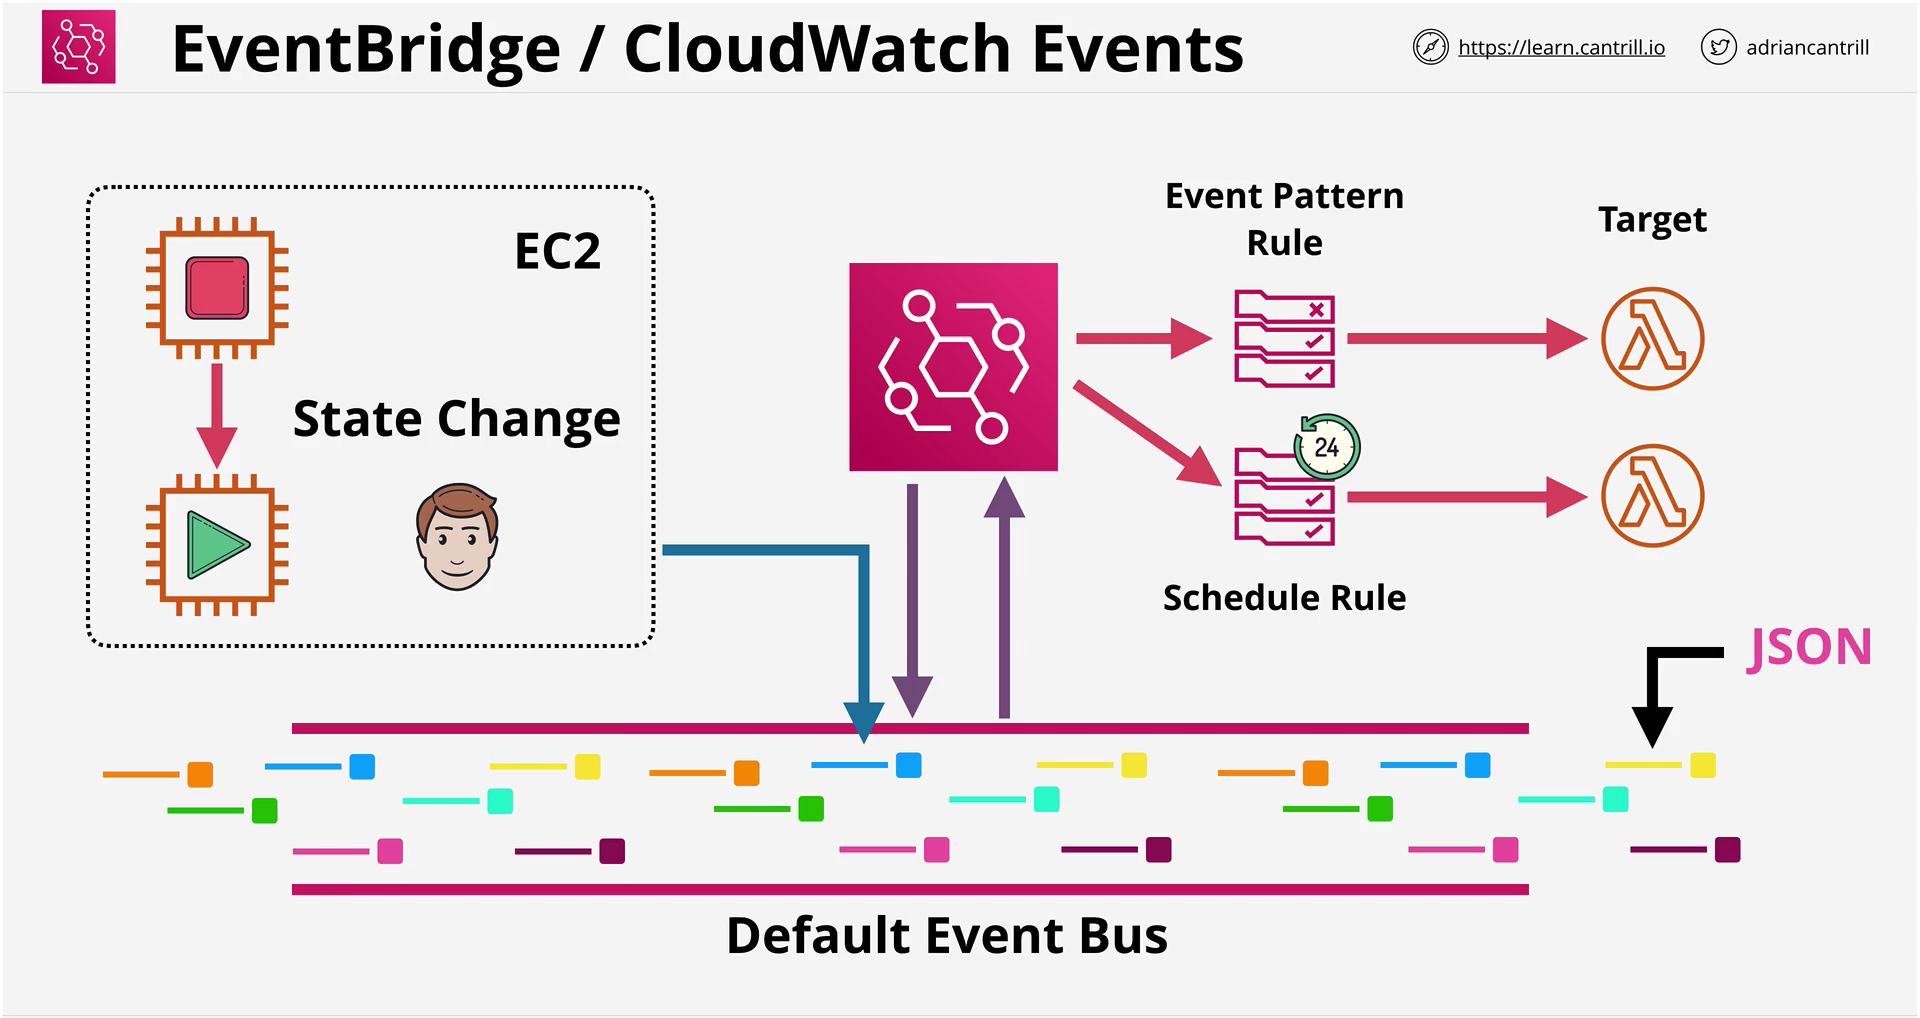 EventBridge / CloudWatch Events
https://learn.cantrill.io
adriancantrill
EC2
State Change
Event Pattern
Rule
Target
24
Schedule Rule
JSON
Default Event Bus